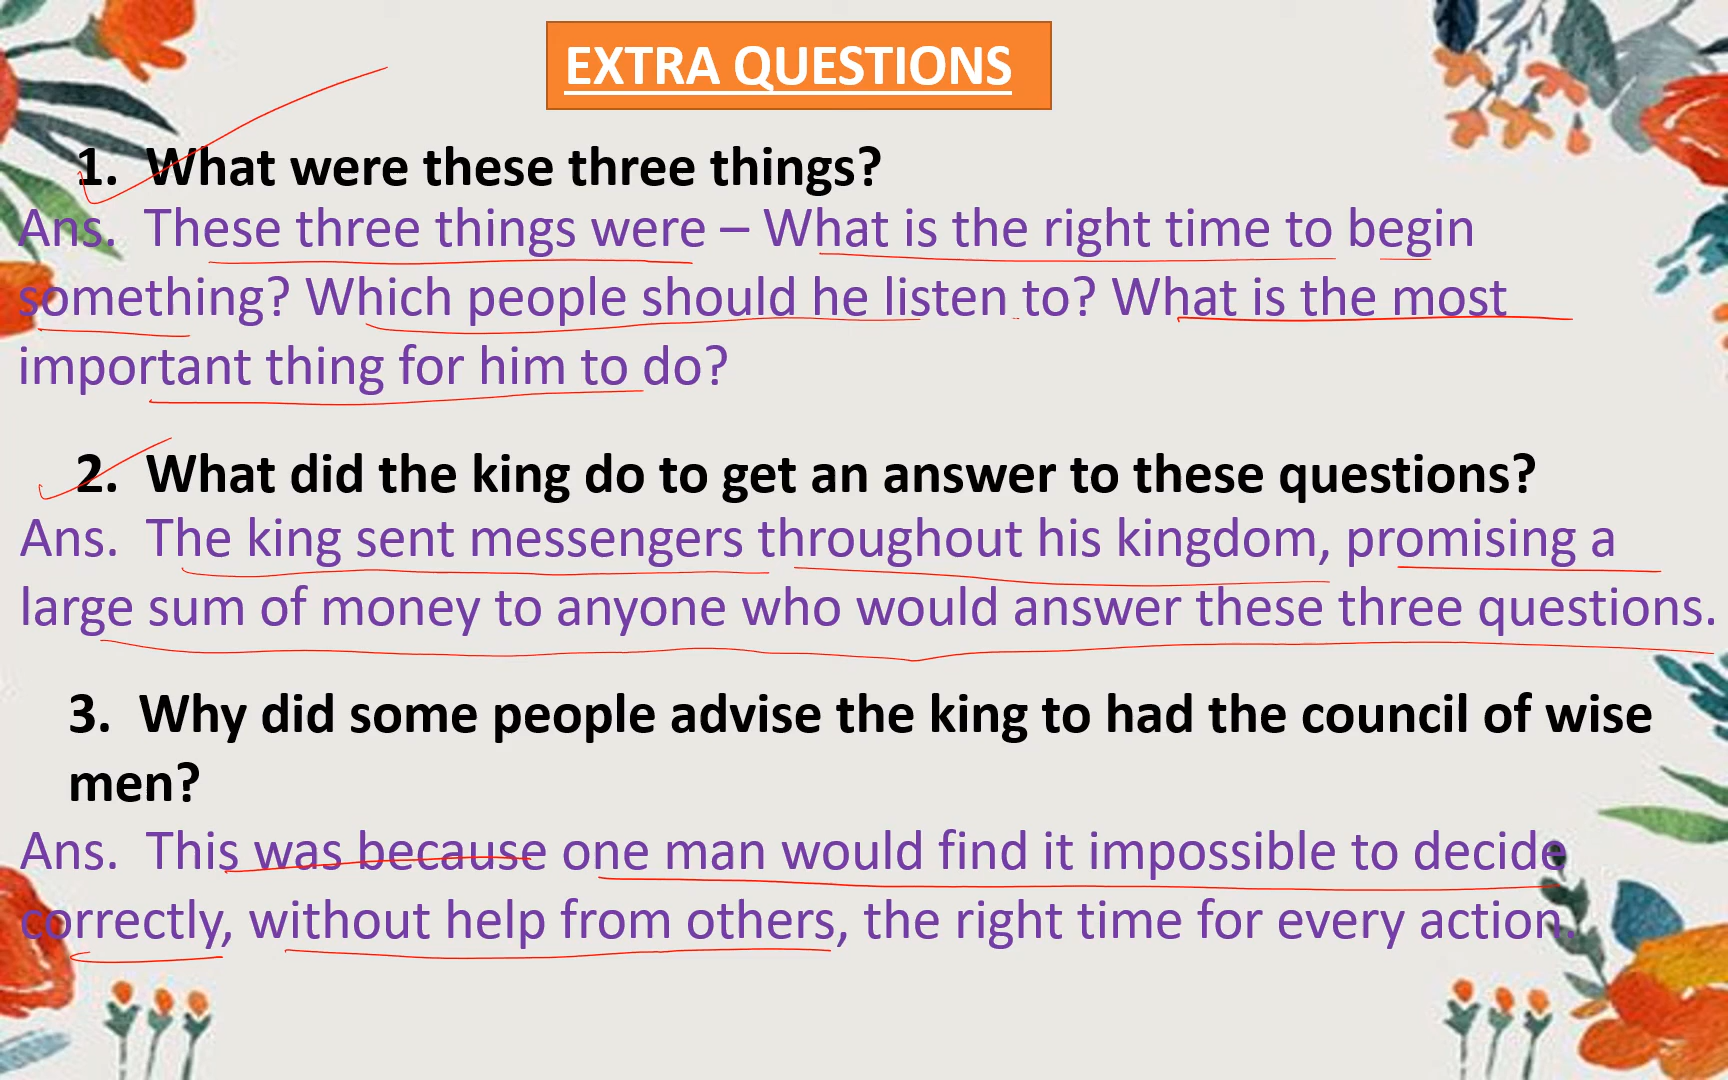 EXTRA QUESTIONS
1. What were these three things?
Ans. These three things were – What is the right time to begin
something? Which people should he listen to? What is the most
important thing for him to do?
2. What did the king do to get an answer to these questions?
Ans. The king sent messengers throughout his kingdom, promising a
large sum of money to anyone who would answer these three questions.
3. Why did some people advise the king to had the council of wise
men?
Ans. This was because one man would find it impossible to decide
correctly, without help from others, the right time for every action.